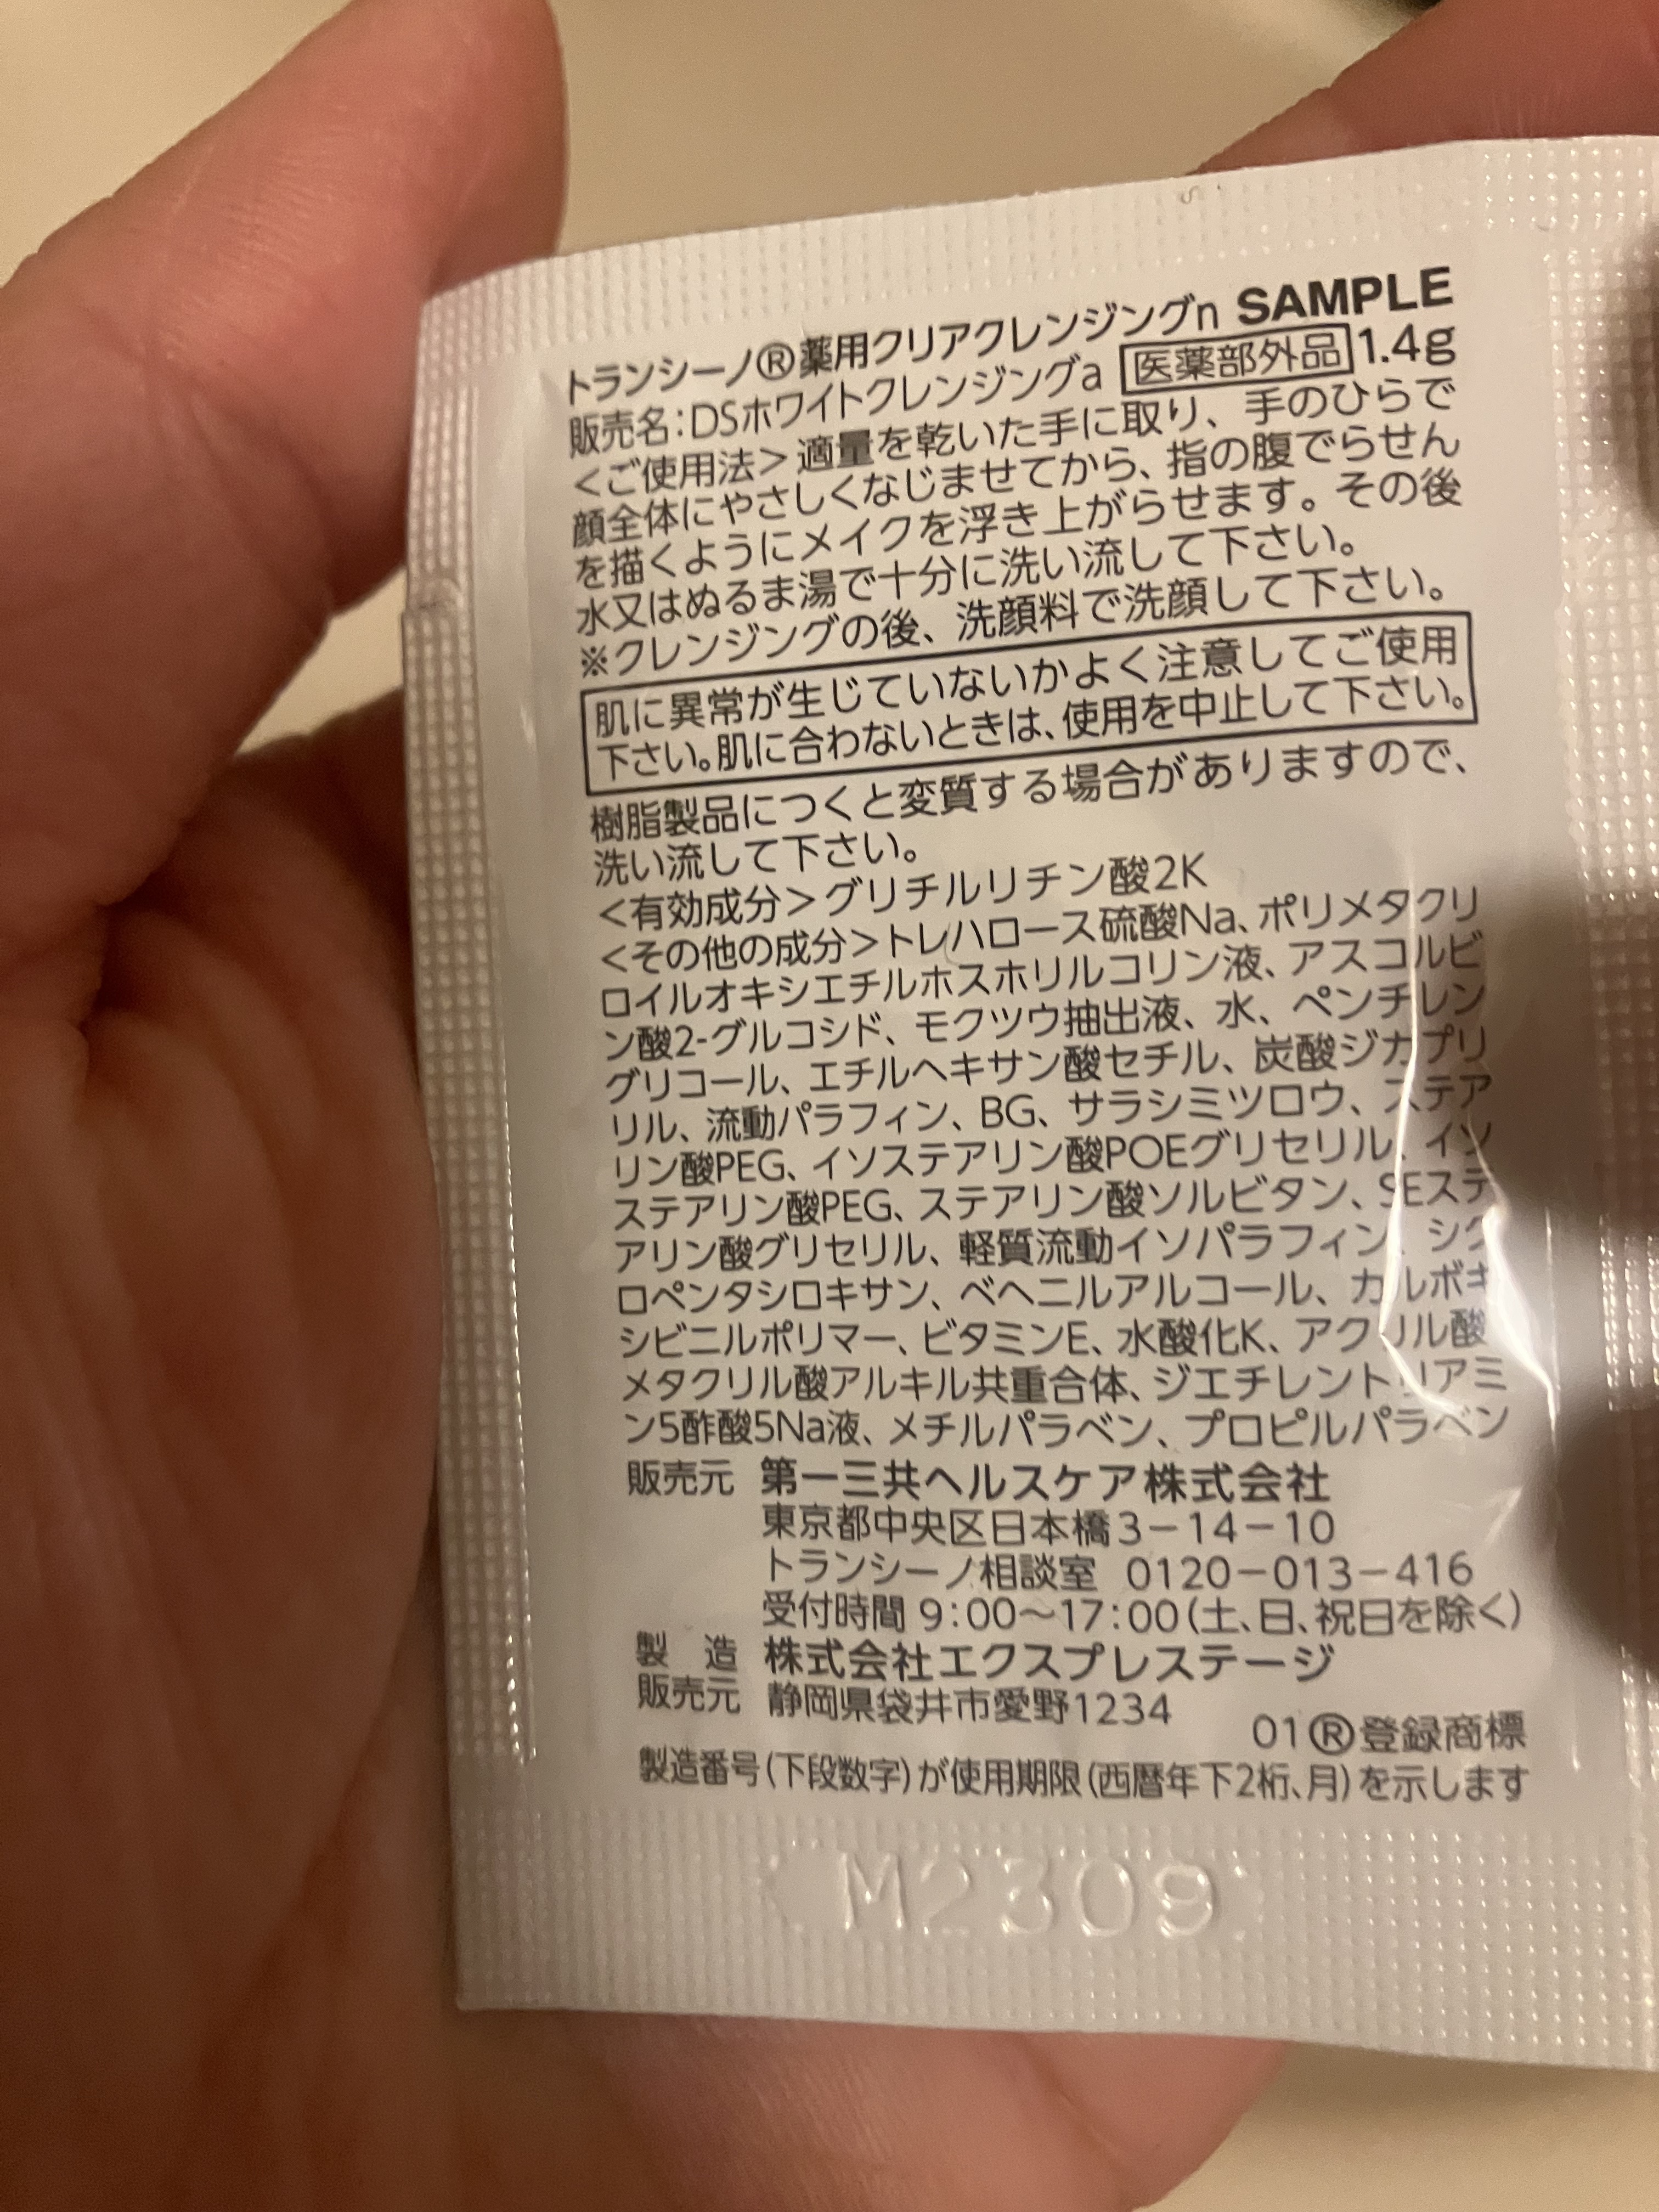 トランシーノ®薬用クリアクレンジングn SAMPLE
販売名:DSホワイトクレンジングa 医薬部外品 1.4g
<ご使用法>適量を乾いた手に取り、手のひらで
顔全体にやさしくなじませてから、指の腹でらせん
を描くようにメイクを浮き上がらせます。その後
水又はぬるま湯で十分に洗い流して下さい。
※クレンジングの後、洗顔料で洗顔して下さい。
肌に異常が生じていないかよく注意してご使用
下さい。肌に合わないときは、使用を中止して下さい。
樹脂製品につくと変質する場合がありますので、
洗い流して下さい。
<有効成分>グリチルリチン酸2K
<その他の成分>トレハロース硫酸Na、ポリメタクリ
ロイルオキシエチルホスホリルコリン液、アスコルビ
ン酸2-グルコシド、モクツウ抽出液、水、ペンチレン
グリコール、エチルヘキサン酸セチル、炭酸ジカプリ
リル、流動パラフィン、BG、サラシミツロウ、ステア
リン酸PEG、イソステアリン酸POEグリセリル、イソ
ステアリン酸PEG、ステアリン酸ソルビタン、SEステ
アリン酸グリセリル、軽質流動イソパラフィン、シク
ロペンタシロキサン、ベヘニルアルコール、カルボキ
シビニルポリマー、ビタミンE、水酸化K、アクリル酸
メタクリル酸アルキル共重合体、ジエチレントリアミ
ン5酢酸5Na液、メチルパラベン、プロピルパラベン
販売元 第一三共ヘルスケア株式会社
東京都中央区日本橋3-14-10
トランシーノ相談室 0120-013-416
受付時間 9:00～17:00(土、日、祝日を除く)
製 造 株式会社エクスプレステージ
販売元 静岡県袋井市愛野1234
01®登録商標
製造番号(下段数字)が使用期限(西暦年下2桁、月)を示します
M2309